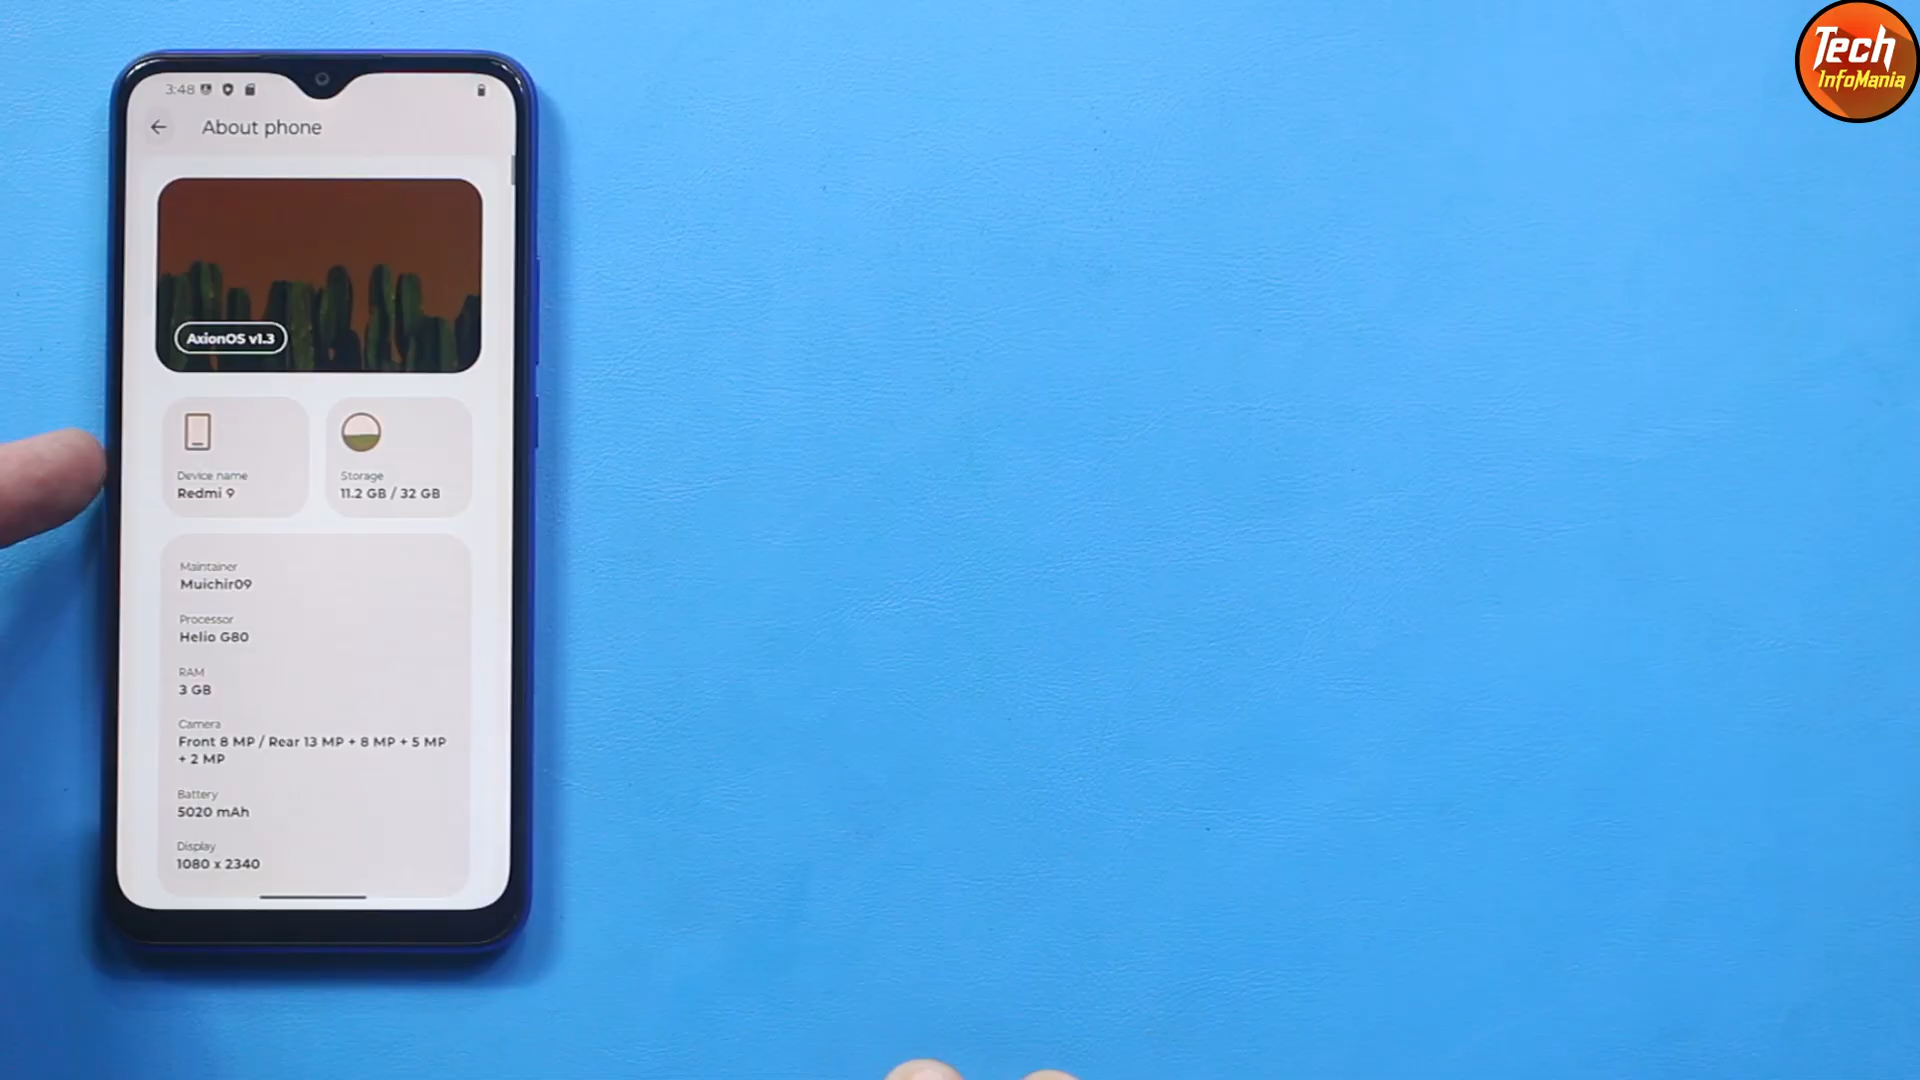 Tech
InfoMania
3:48
About phone
AxionOS v1.3
Device name
Redmi 9
Storage
11.2 GB / 32 GB
Maintainer
Muichir09
Processor
Helio G80
RAM
3 GB
Camera
Front 8 MP / Rear 13 MP + 8 MP + 5 MP
+ 2 MP
Battery
5020 mAh
Display
1080 x 2340